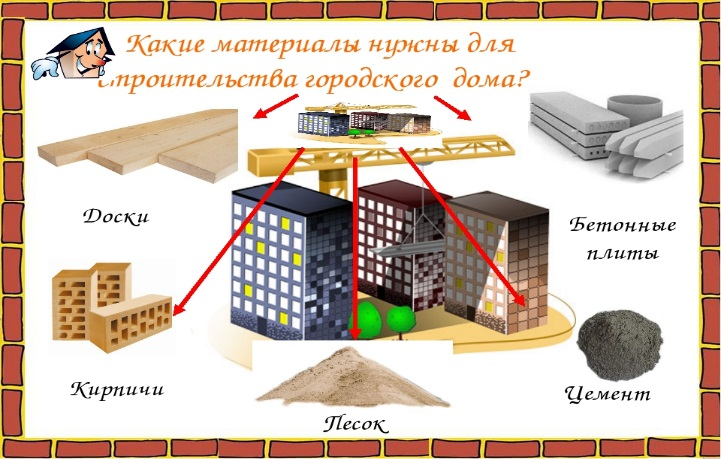 Какие материалы нужны для
строительства городского дома?
Доски
Бетонные
плиты
Кирпичи
Цемент
Песок